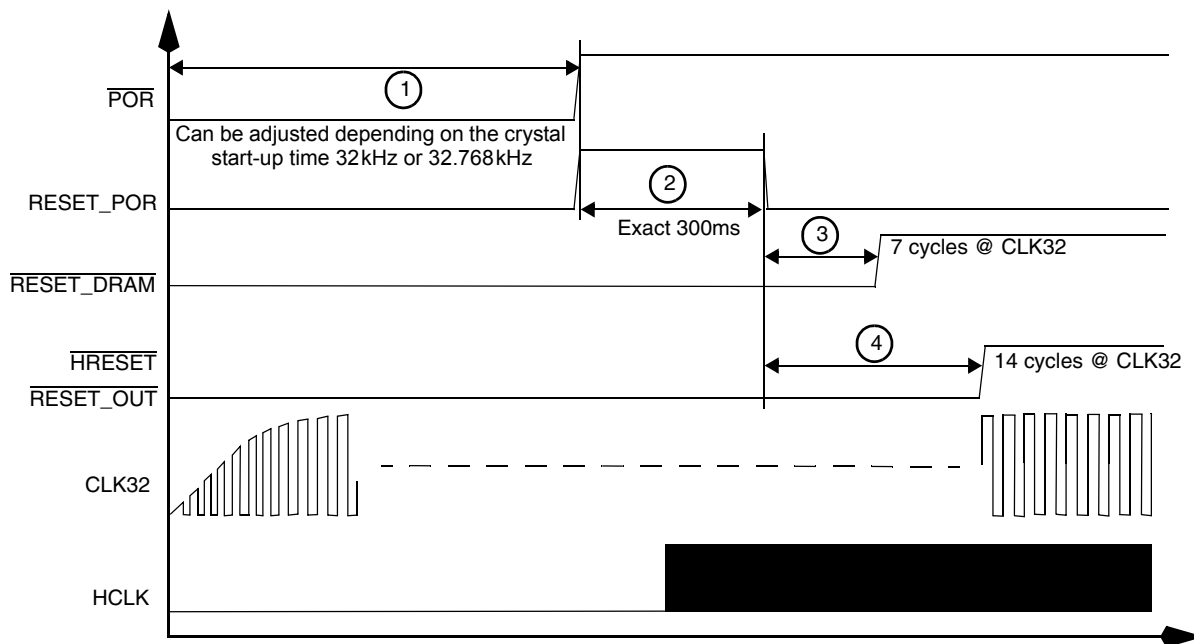 1
POR
Can be adjusted depending on the crystal
start-up time 32kHz or 32.768kHz
2
RESET_POR
Exact 300ms
3
7 cycles @ CLK32
RESET_DRAM
4
HRESET
14 cycles @ CLK32
RESET_OUT
CLK32
HCLK